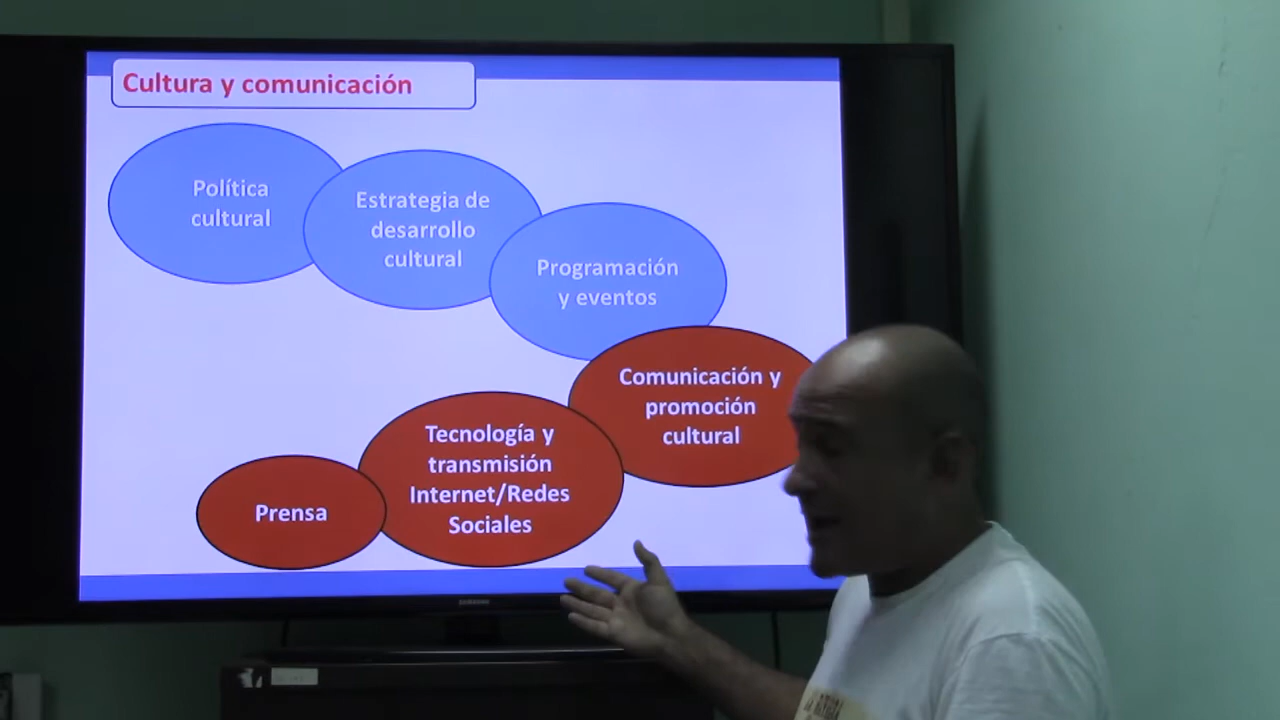 Cultura y comunicación
Política
cultural
Estrategia de
desarrollo
cultural
Programación
y eventos
Comunicación y
promoción
cultural
Tecnología y
transmisión
Internet/Redes
Sociales
Prensa
SAMSUNG